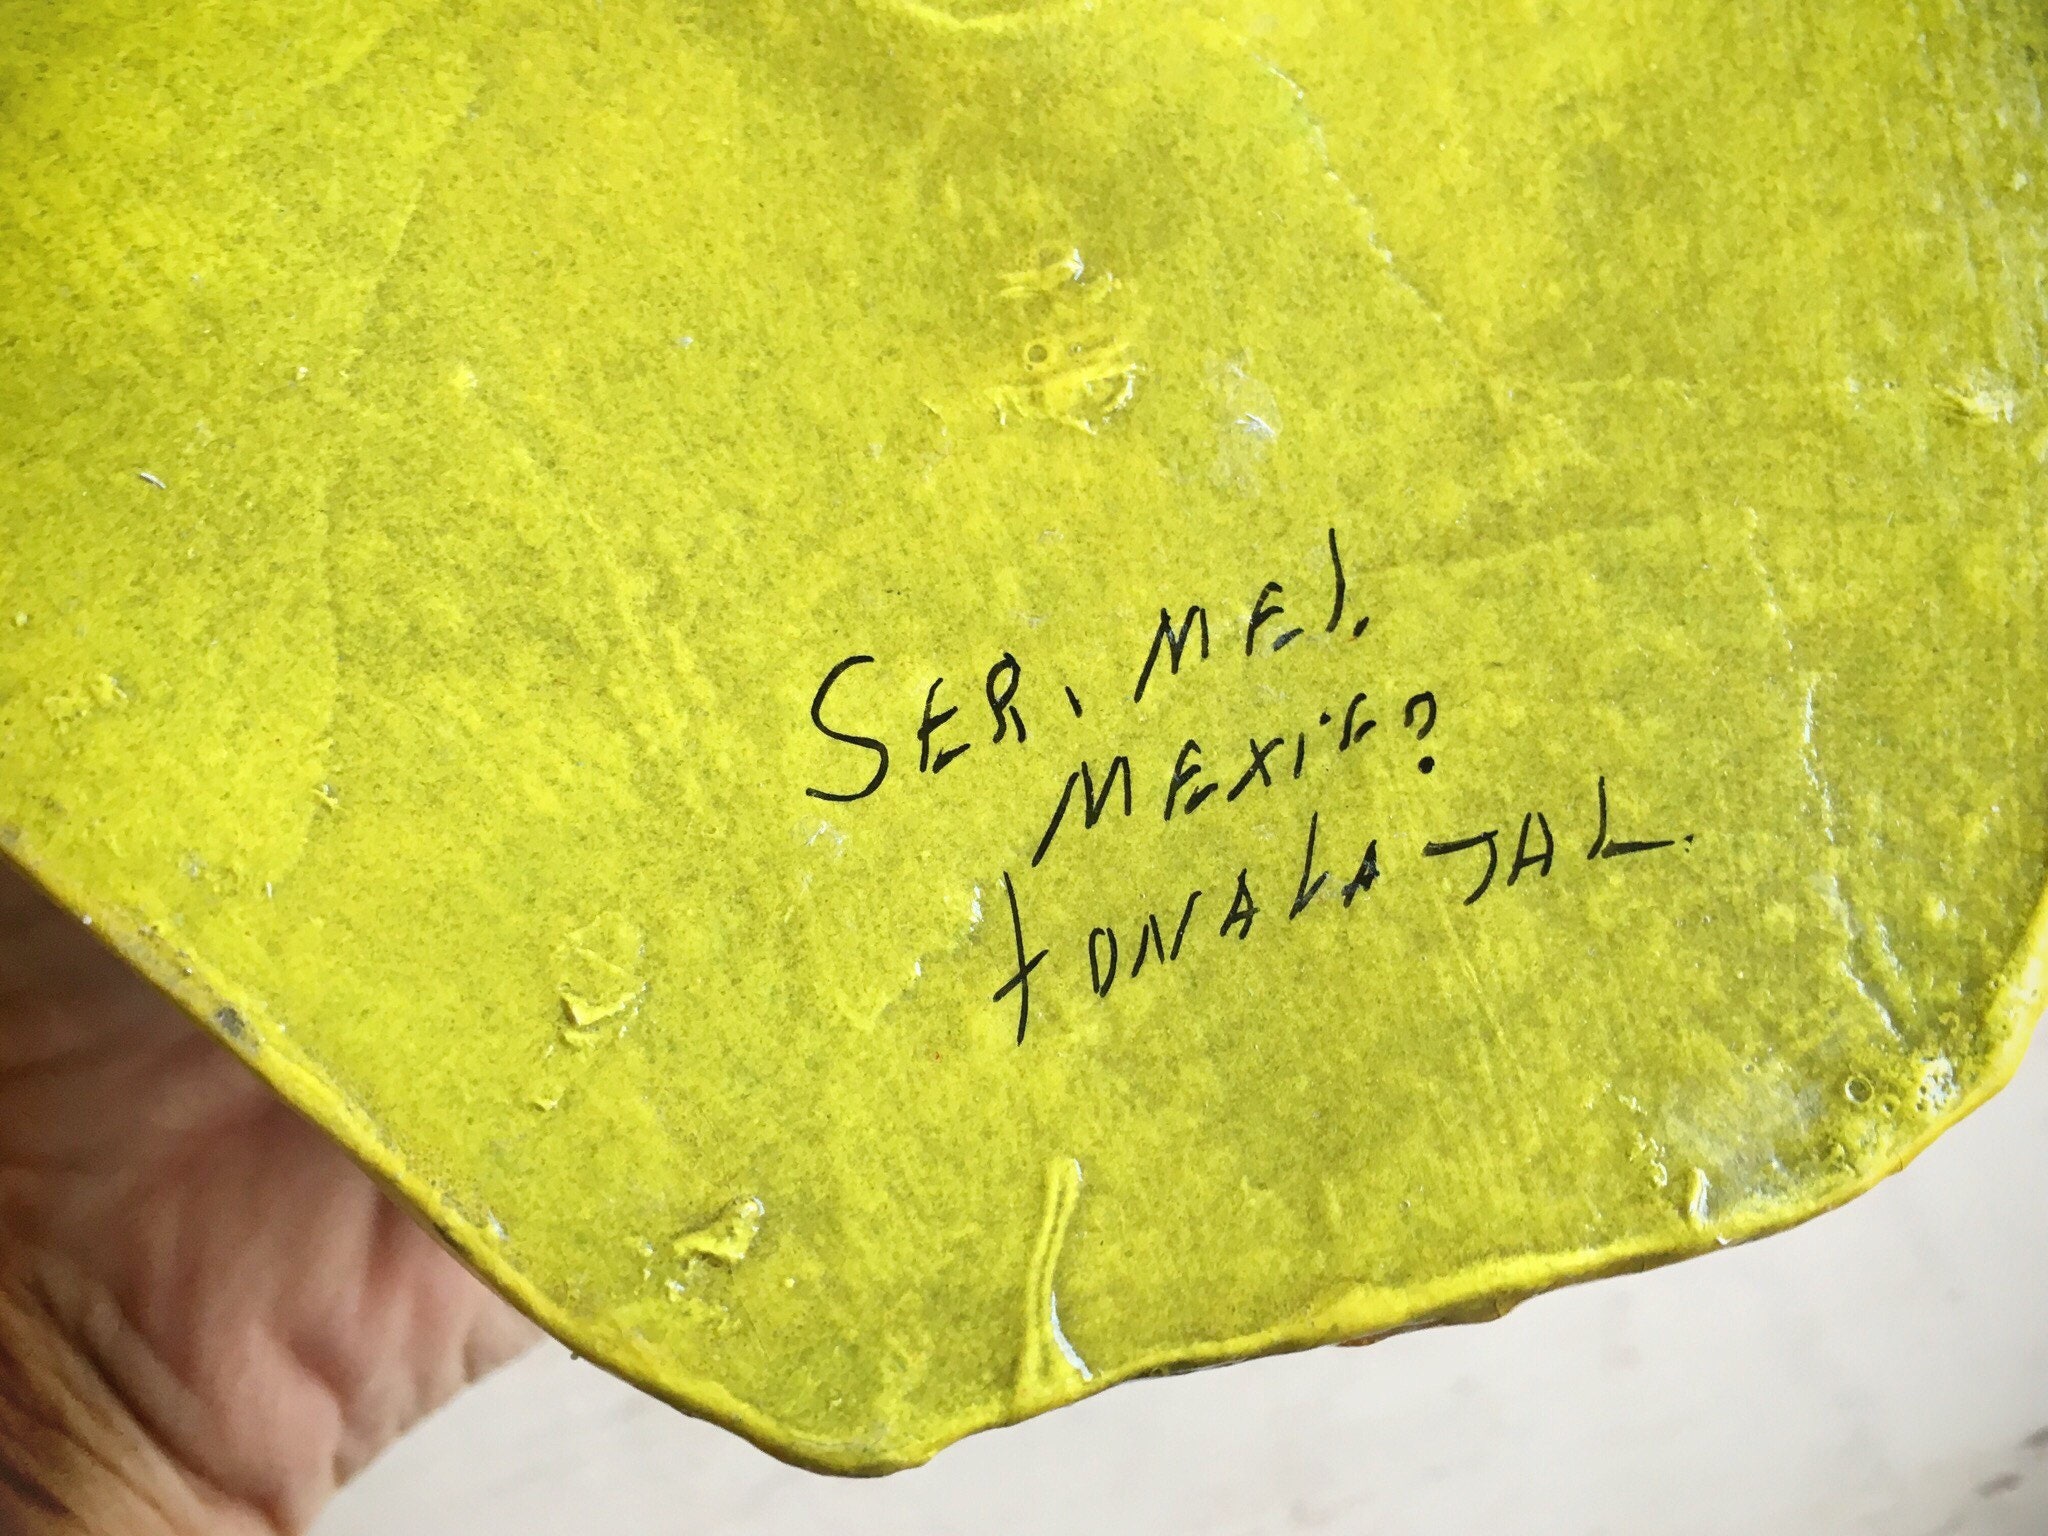 SER. MEL.
MEXICO
TONALA JAL.